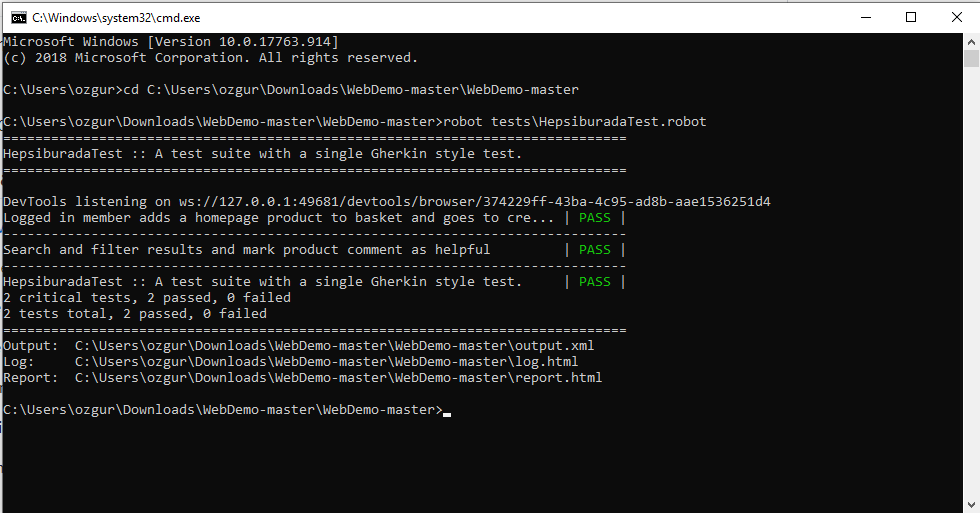 C:\Windows\system32\cmd.exe
Microsoft Windows [Version 10.0.17763.914]
(c) 2018 Microsoft Corporation. All rights reserved.
C:\Users\ozgur>cd C:\Users\ozgur\Downloads\WebDemo-master\WebDemo-master
C:\Users\ozgur\Downloads\WebDemo-master\WebDemo-master>robot tests\HepsiburadaTest.robot
==============================================================================
HepsiburadaTest :: A test suite with a single Gherkin style test.
==============================================================================
DevTools listening on ws://127.0.0.1:49681/devtools/browser/374229ff-43ba-4c95-ad8b-aae1536251d4
Logged in member adds a homepage product to basket and goes to cre... | PASS |
------------------------------------------------------------------------------
Search and filter results and mark product comment as helpful         | PASS |
------------------------------------------------------------------------------
HepsiburadaTest :: A test suite with a single Gherkin style test.     | PASS |
2 critical tests, 2 passed, 0 failed
2 tests total, 2 passed, 0 failed
==============================================================================
Output:  C:\Users\ozgur\Downloads\WebDemo-master\WebDemo-master\output.xml
Log:     C:\Users\ozgur\Downloads\WebDemo-master\WebDemo-master\log.html
Report:  C:\Users\ozgur\Downloads\WebDemo-master\WebDemo-master\report.html
C:\Users\ozgur\Downloads\WebDemo-master\WebDemo-master>